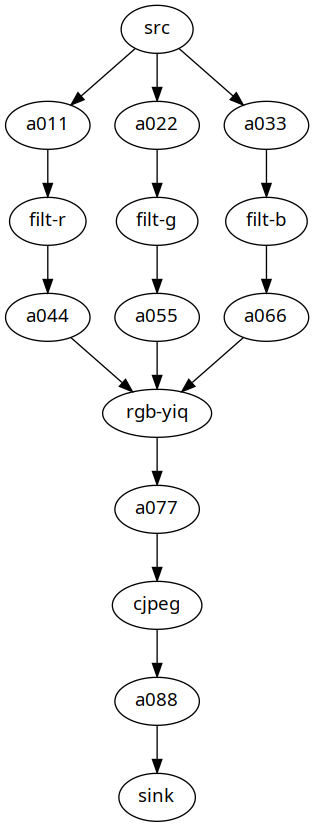 src
a011 a022 a033
filt-r filt-g filt-b
a044 a055 a066
rgb-yiq
a077
cjpeg
a088
sink